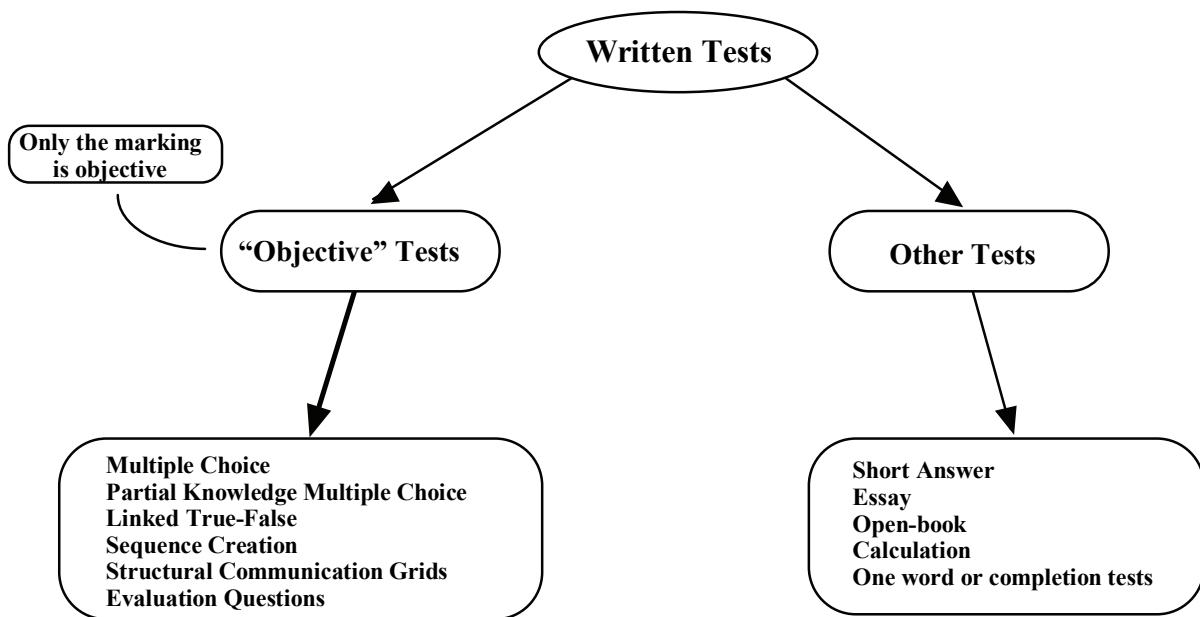 Written Tests
Only the marking
is objective
“Objective” Tests
Other Tests
Multiple Choice
Partial Knowledge Multiple Choice
Linked True-False
Sequence Creation
Structural Communication Grids
Evaluation Questions
Short Answer
Essay
Open-book
Calculation
One word or completion tests